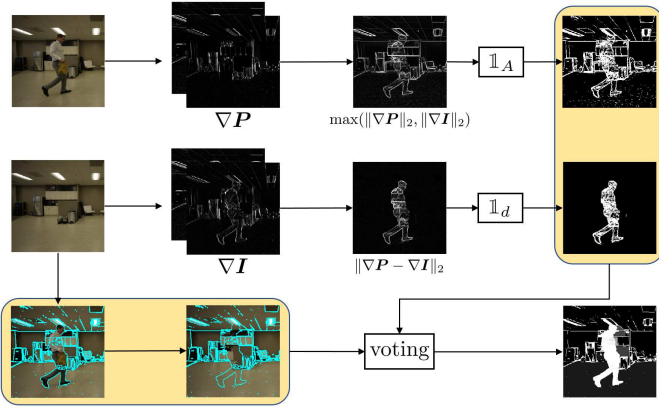 ∇P
max(‖∇P‖₂, ‖∇I‖₂)
𝟙_A
∇I
‖∇P − ∇I‖₂
𝟙_d
voting